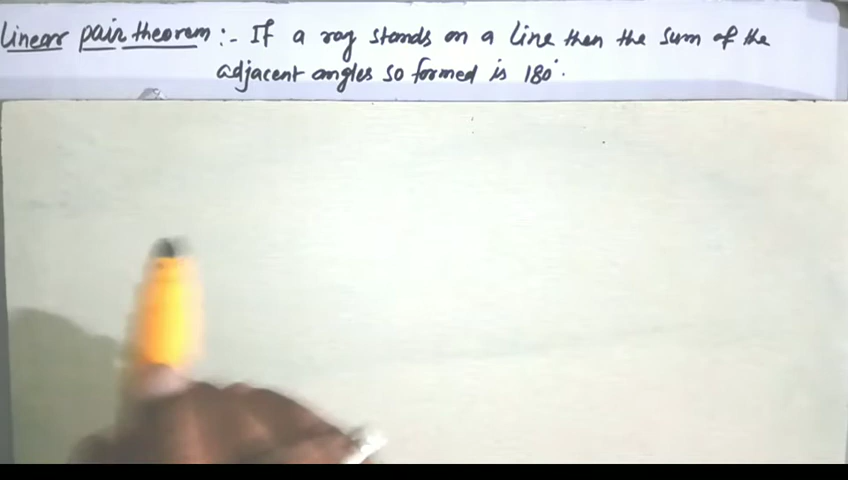 Linear pair theorem :- If a ray stands on a line then the sum of the
adjacent angles so formed is 180°.